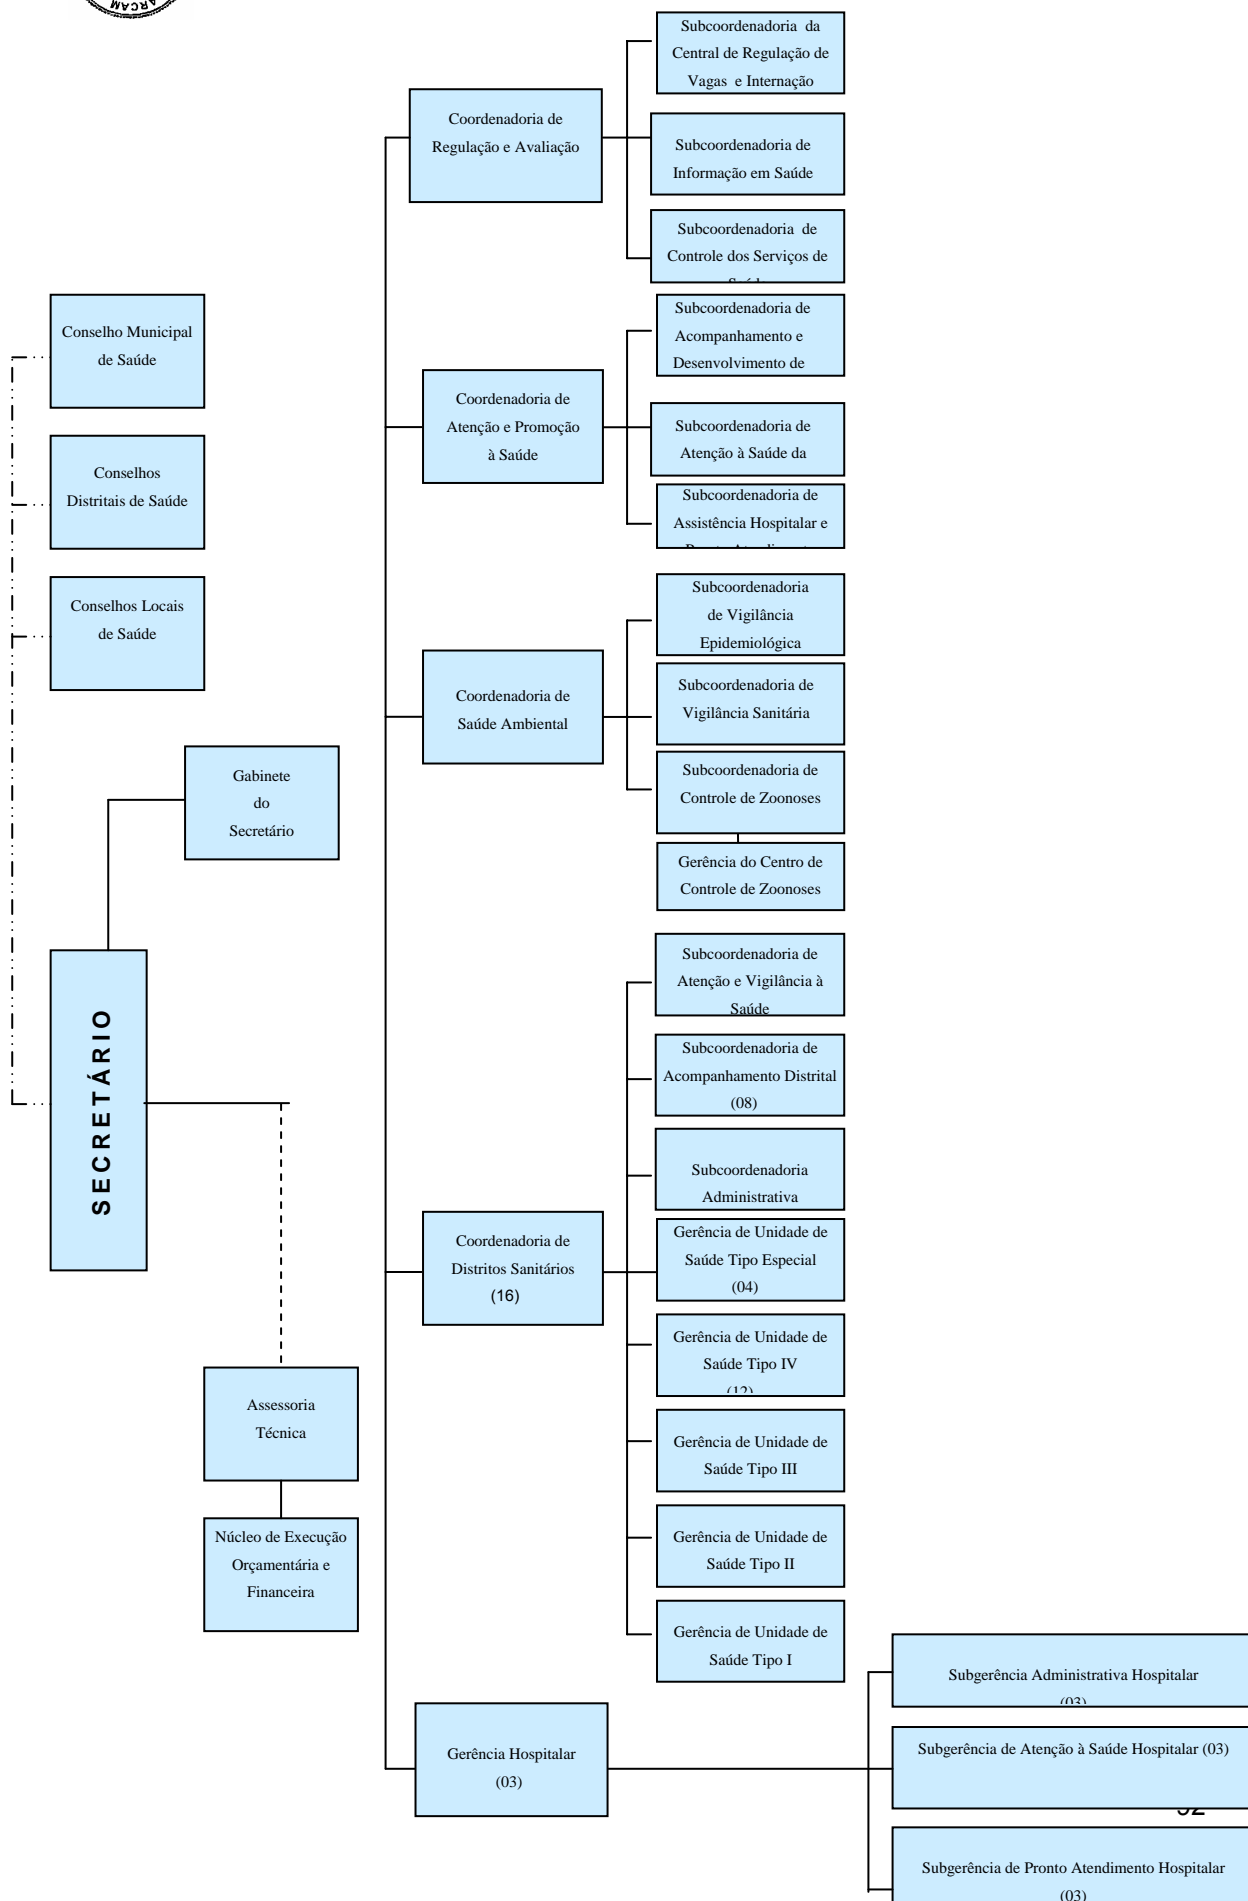 ARCAM
Subcoordenadoria da
Central de Regulação de
Vagas e Internação
Coordenadoria de
Regulação e Avaliação
Subcoordenadoria de
Informação em Saúde
Subcoordenadoria de
Controle dos Serviços de
Saúde
Conselho Municipal
de Saúde
Conselhos
Distritais de Saúde
Conselhos Locais
de Saúde
Subcoordenadoria de
Acompanhamento e
Desenvolvimento de
Coordenadoria de
Atenção e Promoção
à Saúde
Subcoordenadoria de
Atenção à Saúde da
Subcoordenadoria de
Assistência Hospitalar e
Pronto Atendimento
Subcoordenadoria
de Vigilância
Epidemiológica
Coordenadoria de
Saúde Ambiental
Subcoordenadoria de
Vigilância Sanitária
Subcoordenadoria de
Controle de Zoonoses
Gerência do Centro de
Controle de Zoonoses
Gabinete
do
Secretário
SECRETÁRIO
Subcoordenadoria de
Atenção e Vigilância à
Saúde
Subcoordenadoria de
Acompanhamento Distrital
(08)
Subcoordenadoria
Administrativa
Coordenadoria de
Distritos Sanitários
(16)
Gerência de Unidade de
Saúde Tipo Especial
(04)
Gerência de Unidade de
Saúde Tipo IV
(12)
Gerência de Unidade de
Saúde Tipo III
Gerência de Unidade de
Saúde Tipo II
Gerência de Unidade de
Saúde Tipo I
Assessoria
Técnica
Núcleo de Execução
Orçamentária e
Financeira
Gerência Hospitalar
(03)
Subgerência Administrativa Hospitalar
(03)
Subgerência de Atenção à Saúde Hospitalar (03)
92
Subgerência de Pronto Atendimento Hospitalar
(03)